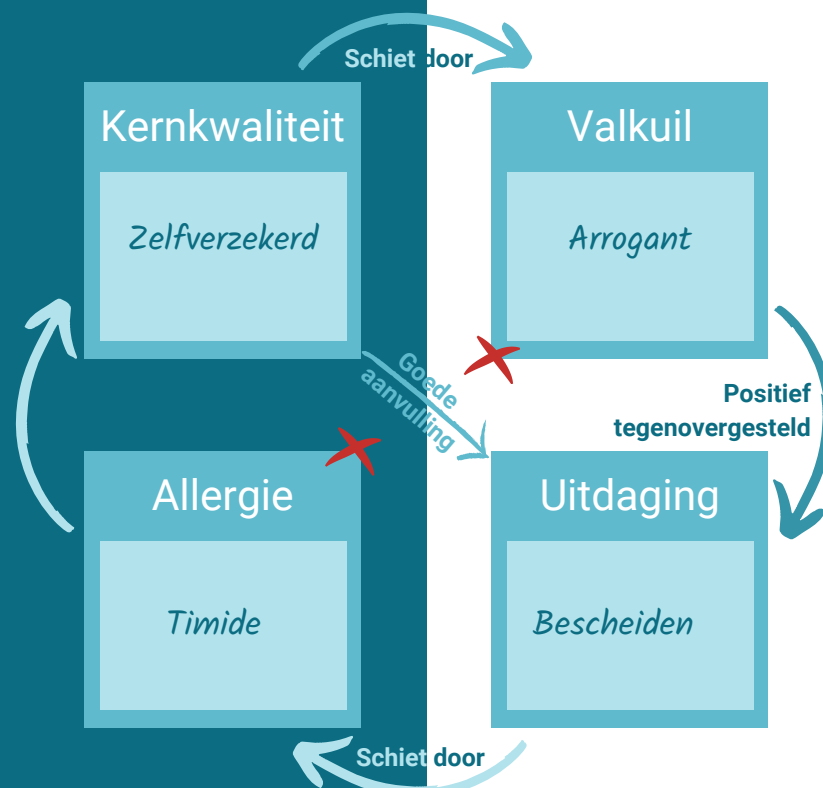 Schiet door
Kernkwaliteit
Valkuil
Zelfverzekerd
Arrogant
Goede
aanvulling
Positief
tegenovergesteld
Allergie
Uitdaging
Timide
Bescheiden
Schiet door